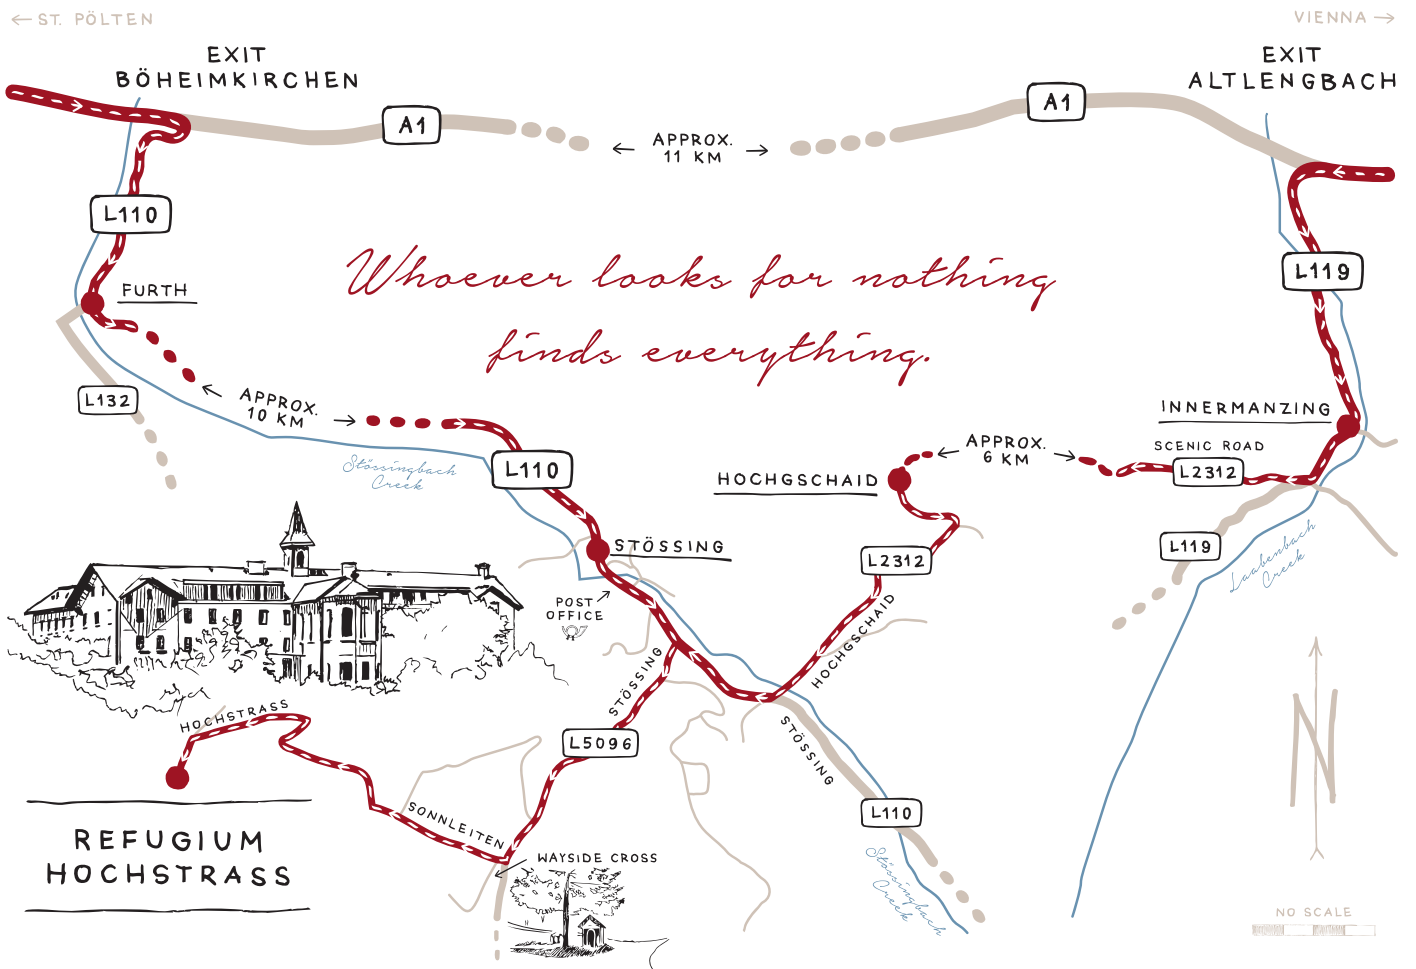 ← ST. PÖLTEN
VIENNA →
EXIT
BÖHEIMKIRCHEN
EXIT
ALTLENGBACH
A1
A1
← APPROX. →
11 KM
L110
L119
Whoever looks for nothing
finds everything.
FURTH
L132
← APPROX. →
10 KM
Stössingbach
Creek
L110
INNERMANZING
SCENIC ROAD
L2312
← APPROX. →
6 KM
HOCHGSCHAID
L2312
L119
Laabenbach
Creek
STÖSSING
POST
OFFICE
HOCHGSCHAID
STÖSSING
STÖSSING
L5096
HOCHSTRASS
SONNLEITEN
L110
REFUGIUM
HOCHSTRASS
WAYSIDE CROSS
Stössingbach
Creek
N
NO SCALE